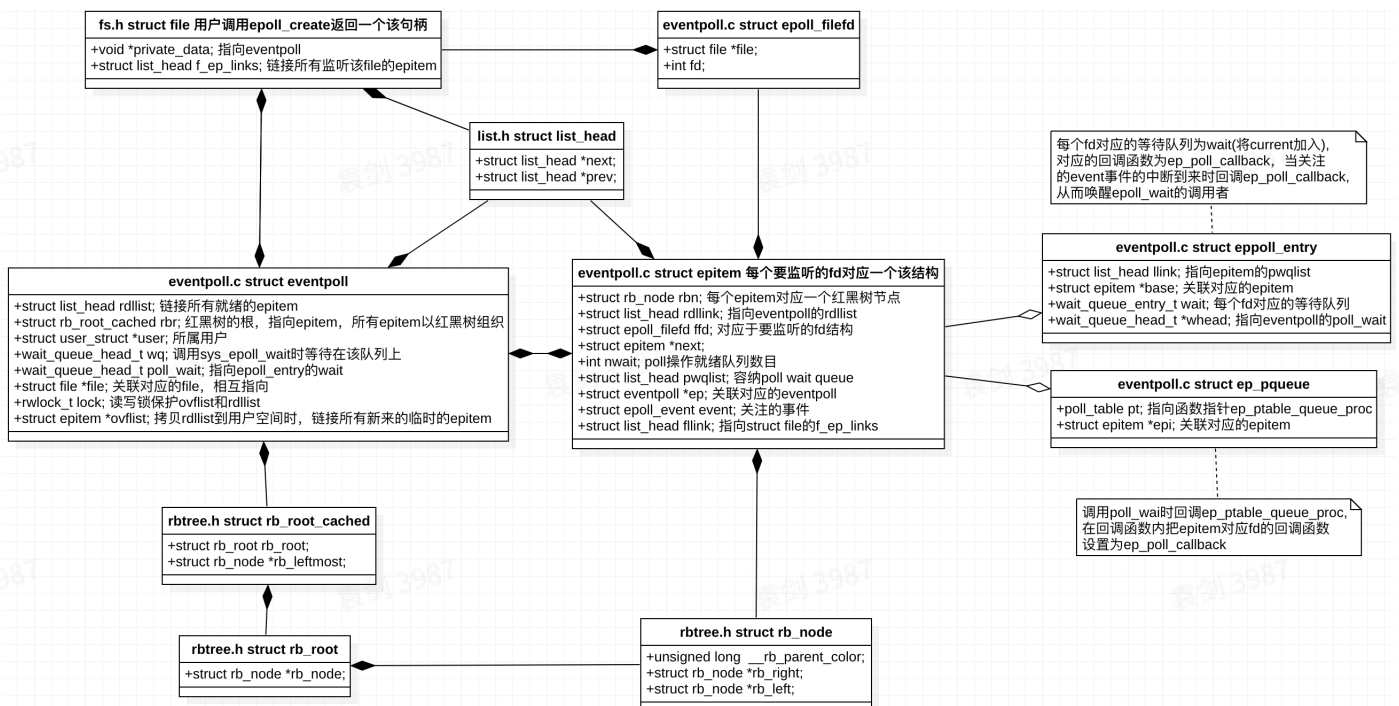 fs.h struct file 用户调用epoll_create返回一个该句柄
+void *private_data; 指向eventpoll
+struct list_head f_ep_links; 链接所有监听该file的epitem
eventpoll.c struct epoll_filefd
+struct file *file;
+int fd;
list.h struct list_head
+struct list_head *next;
+struct list_head *prev;
每个fd对应的等待队列为wait(将current加入),
对应的回调函数为ep_poll_callback，当关注
的event事件的中断到来时回调ep_poll_callback,
从而唤醒epoll_wait的调用者
eventpoll.c struct eventpoll
+struct list_head rdllist; 链接所有就绪的epitem
+struct rb_root_cached rbr; 红黑树的根，指向epitem，所有epitem以红黑树组织
+struct user_struct *user; 所属用户
+wait_queue_head_t wq; 调用sys_epoll_wait时等待在该队列上
+wait_queue_head_t poll_wait; 指向epoll_entry的wait
+struct file *file; 关联对应的file，相互指向
+rwlock_t lock; 读写锁保护ovflist和rdllist
+struct epitem *ovflist; 拷贝rdllist到用户空间时，链接所有新来的临时的epitem
eventpoll.c struct epitem 每个要监听的fd对应一个该结构
+struct rb_node rbn; 每个epitem对应一个红黑树节点
+struct list_head rdllink; 指向eventpoll的rdllist
+struct epoll_filefd ffd; 对应于要监听的fd结构
+struct epitem *next;
+int nwait; poll操作就绪队列数目
+struct list_head pwqlist; 容纳poll wait queue
+struct eventpoll *ep; 关联对应的eventpoll
+struct epoll_event event; 关注的事件
+struct list_head fllink; 指向struct file的f_ep_links
eventpoll.c struct eppoll_entry
+struct list_head llink; 指向epitem的pwqlist
+struct epitem *base; 关联对应的epitem
+wait_queue_entry_t wait; 每个fd对应的等待队列
+wait_queue_head_t *whead; 指向eventpoll的poll_wait
eventpoll.c struct ep_pqueue
+poll_table pt; 指向函数指针ep_ptable_queue_proc
+struct epitem *epi; 关联对应的epitem
调用poll_wai时回调ep_ptable_queue_proc,
在回调函数内把epitem对应fd的回调函数
设置为ep_poll_callback
rbtree.h struct rb_root_cached
+struct rb_root rb_root;
+struct rb_node *rb_leftmost;
rbtree.h struct rb_root
+struct rb_node *rb_node;
rbtree.h struct rb_node
+unsigned long  __rb_parent_color;
+struct rb_node *rb_right;
+struct rb_node *rb_left;
3987
袁剑 3987
袁剑 3987
袁剑 3987
袁剑 3987
3987
袁剑 3987
袁剑 3987
袁剑 3987